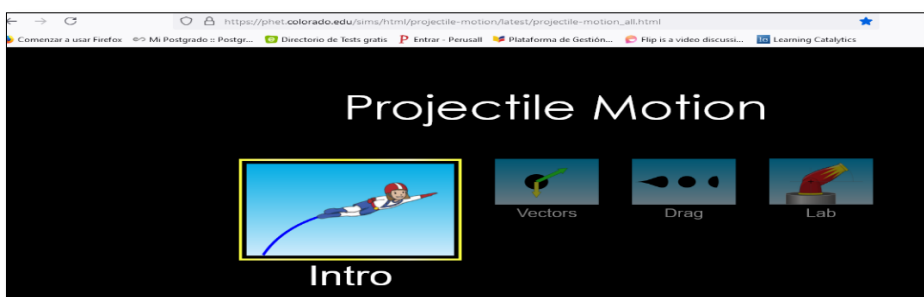 https://phet.colorado.edu/sims/html/projectile-motion/latest/projectile-motion_all.html
Comenzar a usar Firefox Mi Postgrado :: Postgr... Directorio de Tests gratis Entrar - Perusall Plataforma de Gestión... Flip is a video discussi... Learning Catalytics
Projectile Motion
Vectors Drag Lab
Intro